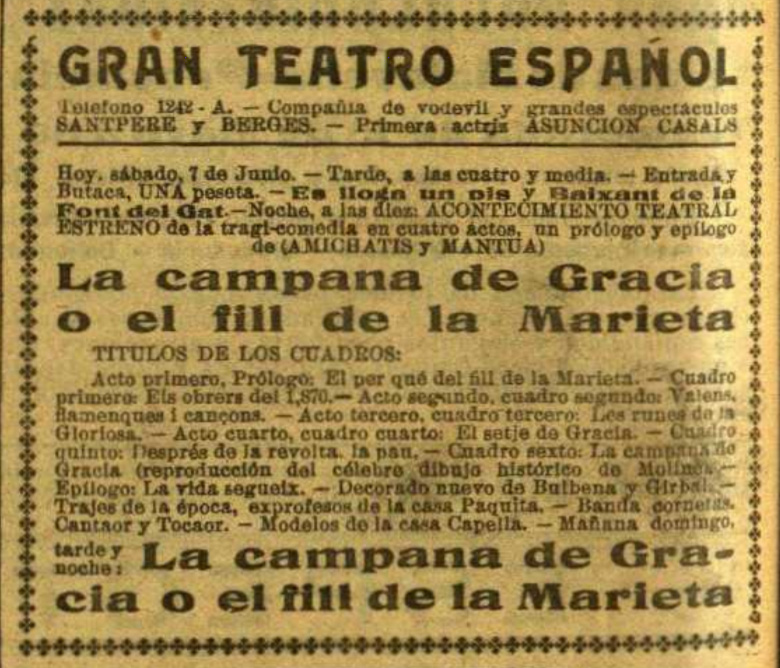 GRAN TEATRO ESPAÑOL
Telefono 1242 - A. — Compañia de vodevil y grandes espectáculos
SANTPERE y BERGES. — Primera actriz ASUNCION CASALS
Hoy, sábado, 7 de Junio. — Tarde, a las cuatro y media. — Entrada y
Butaca, UNA peseta. — Es lloga un pis y Baixant de la
Font del Gat. — Noche, a las diez: ACONTECIMIENTO TEATRAL
ESTRENO de la tragi-comedia en cuatro actos, un prólogo y epílogo
de (AMICHATIS y MANTUA)
La campana de Gracia
o el fill de la Marieta
TITULOS DE LOS CUADROS:
Acto primero, Prólogo: El per qué del fill de la Marieta. — Cuadro
primero: Els obrers del 1,870. — Acto segundo, cuadro segundo: Valens,
flamenques i cançons. — Acto tercero, cuadro tercero: Les runes de la
Gloriosa. — Acto cuarto, cuadro cuarto: El setje de Gracia. — Cuadro
quinto: Després de la revolta, la pau. — Cuadro sexto: La campana de
Gracia (reproducción del célebre dibujo histórico de —
Epílogo: La vida segueix. — Decorado nuevo de Bulbena y Girbal. —
Trajes de la época, exprofesos de la casa Paquita. — Banda cornetas.
Cantaor y Tocaor. — Modelos de la casa Capella. — Mañana domingo,
tarde y noche: La campana de Gra-
cia o el fill de la Marieta